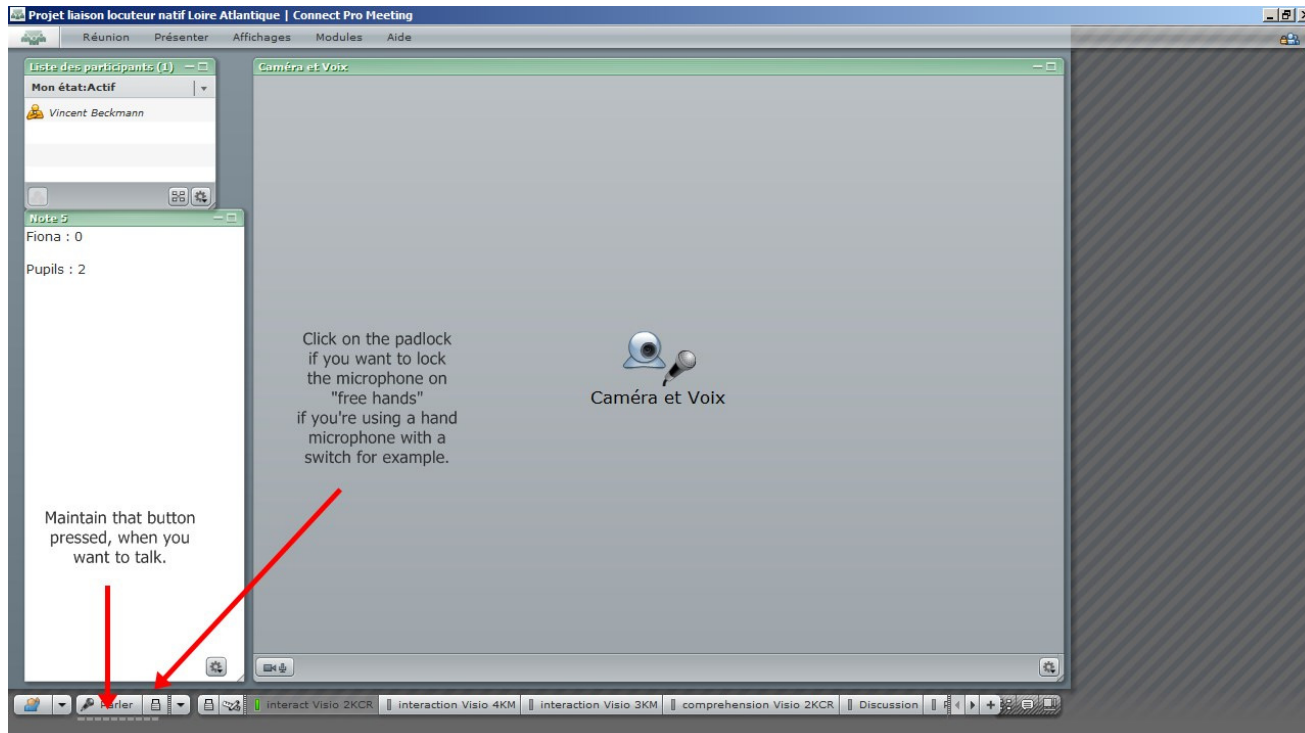 Projet liaison locuteur natif Loire Atlantique | Connect Pro Meeting
Réunion Présenter Affichages Modules Aide
Liste des participants (1)
Mon état:Actif
Vincent Beckmann
Note 5
Fiona : 0
Pupils : 2
Maintain that button
pressed, when you
want to talk.
Caméra et Voix
Click on the padlock
if you want to lock
the microphone on
"free hands"
if you're using a hand
microphone with a
switch for example.
Caméra et Voix
Parler interact Visio 2KCR interaction Visio 4KM interaction Visio 3KM comprehension Visio 2KCR Discussion